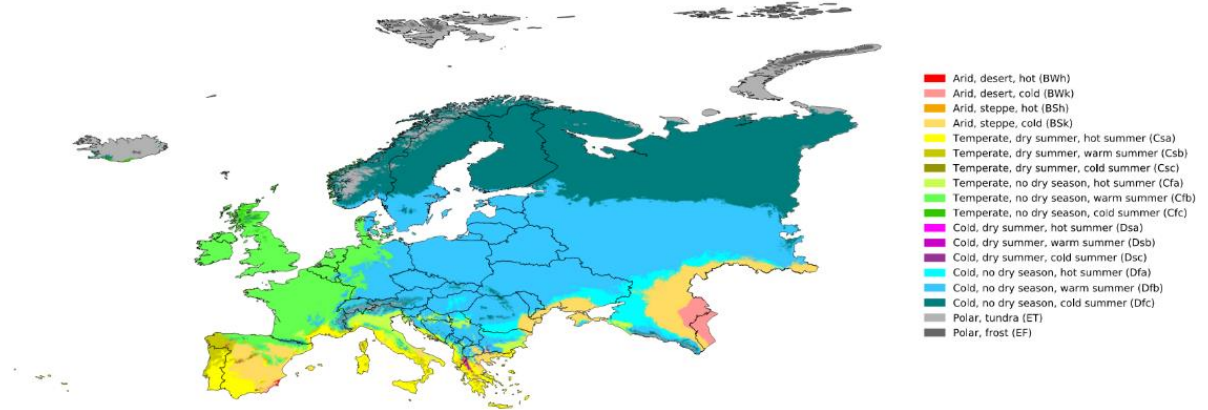 Arid, desert, hot (BWh)
Arid, desert, cold (BWk)
Arid, steppe, hot (BSh)
Arid, steppe, cold (BSk)
Temperate, dry summer, hot summer (Csa)
Temperate, dry summer, warm summer (Csb)
Temperate, dry summer, cold summer (Csc)
Temperate, no dry season, hot summer (Cfa)
Temperate, no dry season, warm summer (Cfb)
Temperate, no dry season, cold summer (Cfc)
Cold, dry summer, hot summer (Dsa)
Cold, dry summer, warm summer (Dsb)
Cold, dry summer, cold summer (Dsc)
Cold, no dry season, hot summer (Dfa)
Cold, no dry season, warm summer (Dfb)
Cold, no dry season, cold summer (Dfc)
Polar, tundra (ET)
Polar, frost (EF)